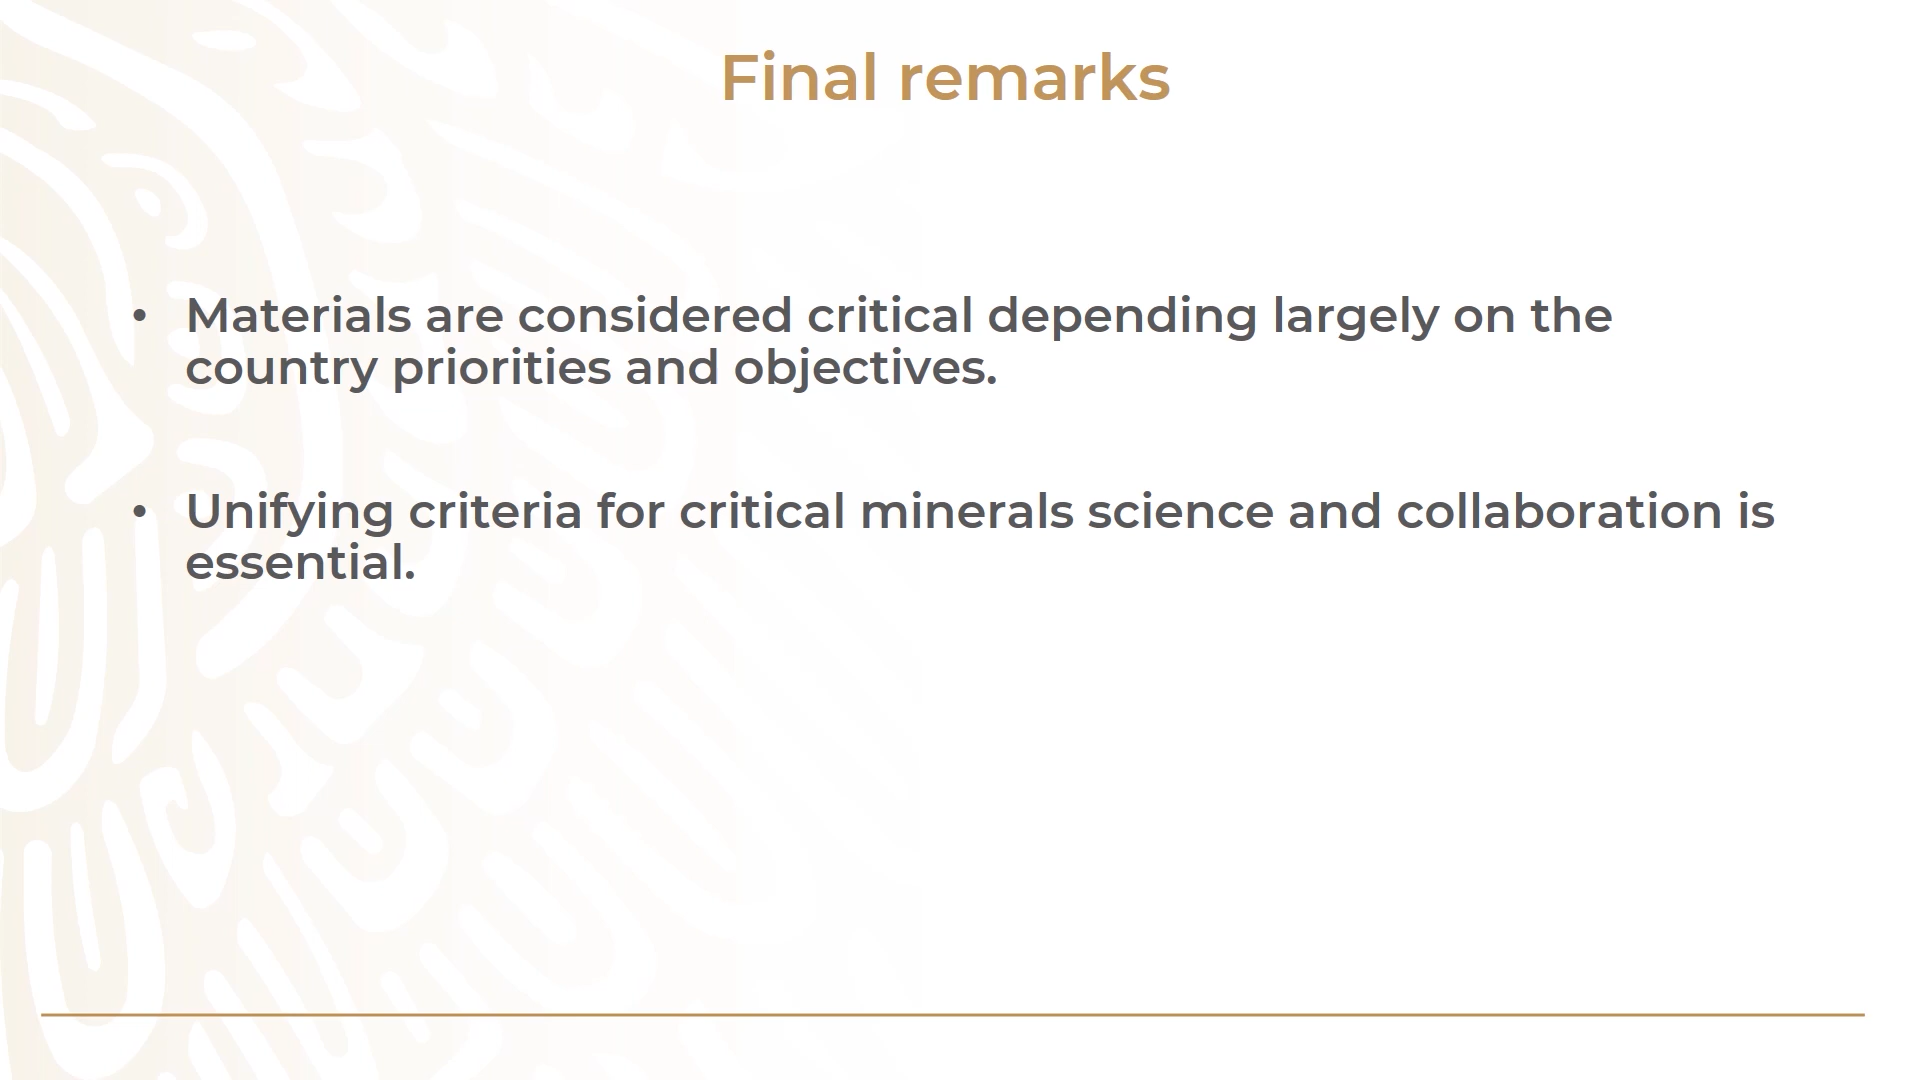 Final remarks
• Materials are considered critical depending largely on the
country priorities and objectives.
• Unifying criteria for critical minerals science and collaboration is
essential.